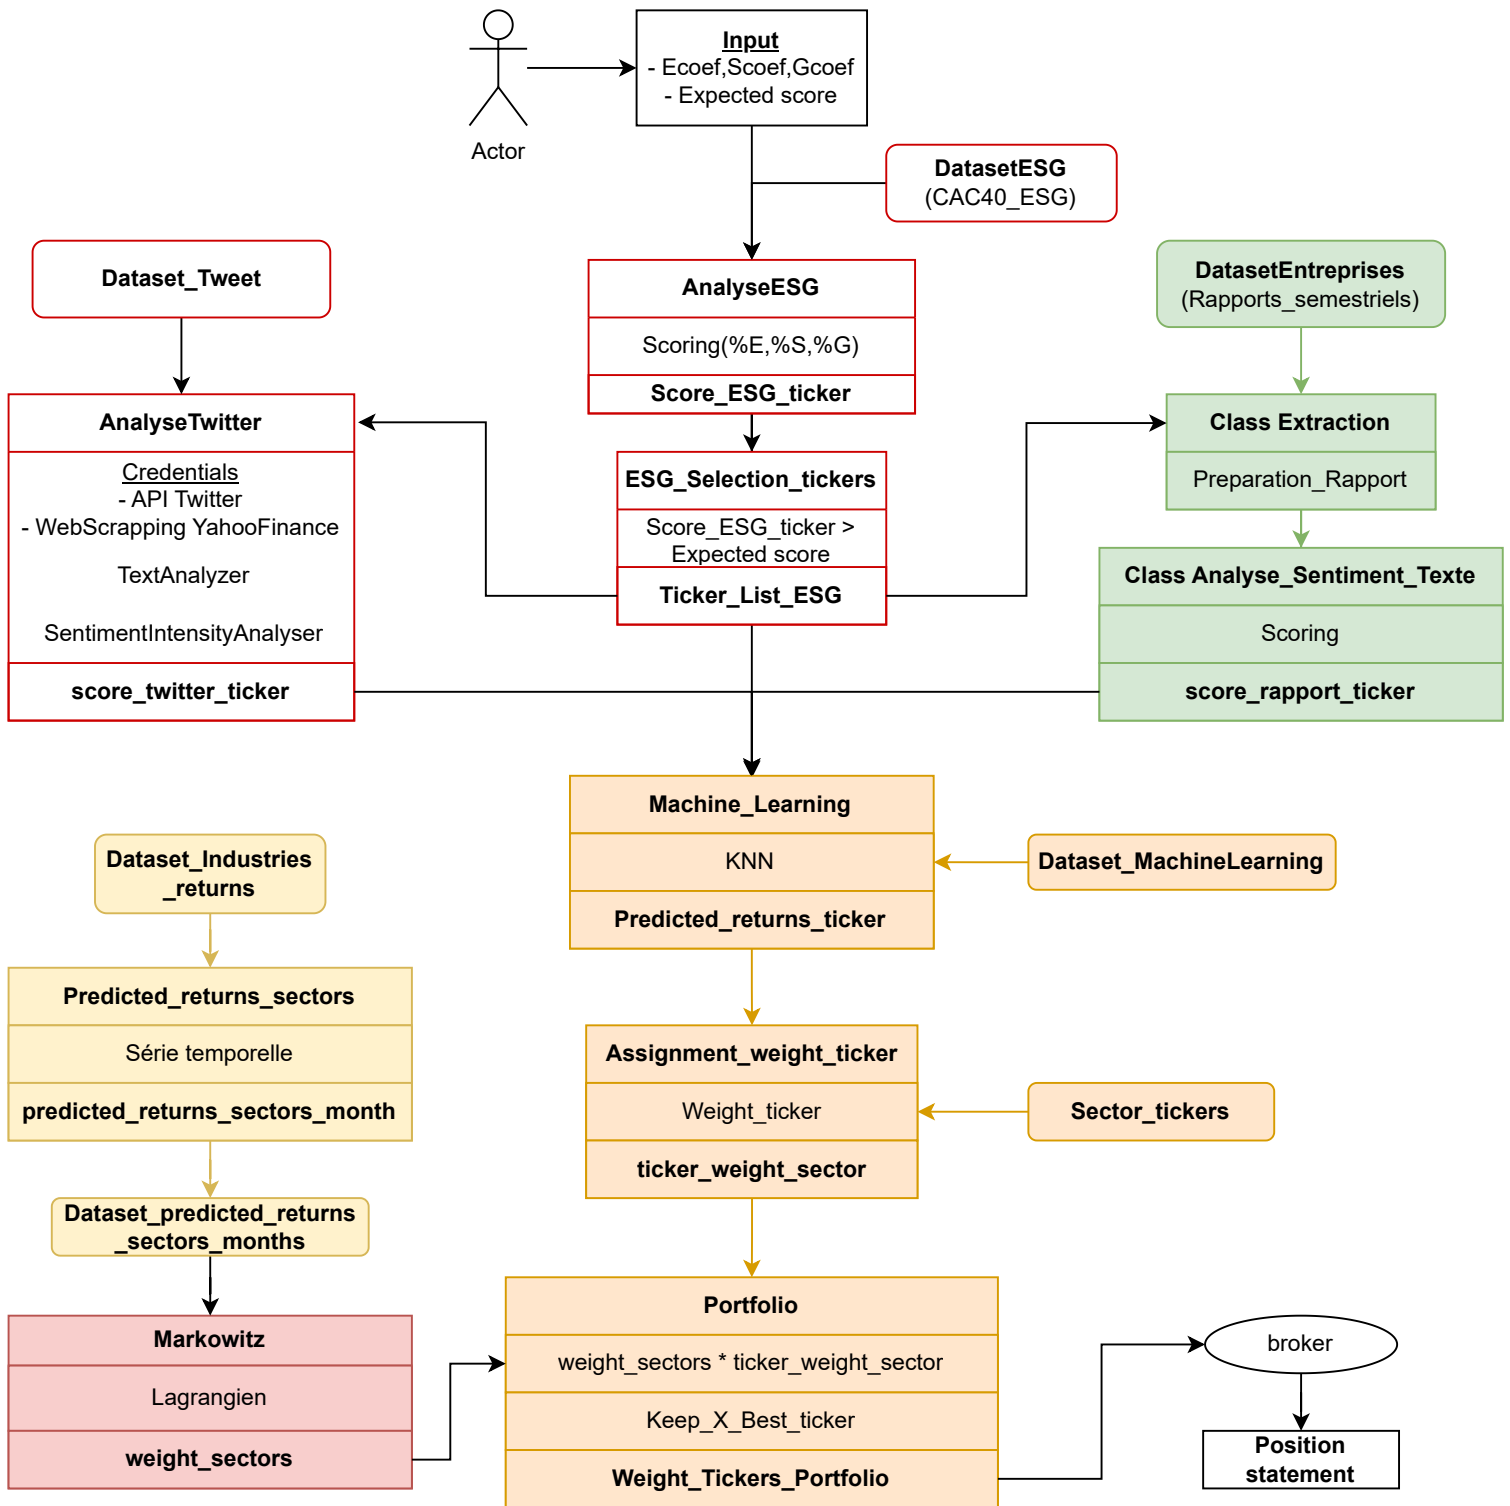 Input
- Ecoef,Scoef,Gcoef
- Expected score
Actor
DatasetESG
(CAC40_ESG)
Dataset_Tweet
AnalyseESG
Scoring(%E,%S,%G)
Score_ESG_ticker
DatasetEntreprises
(Rapports_semestriels)
AnalyseTwitter
Credentials
- API Twitter
- WebScrapping YahooFinance
TextAnalyzer
SentimentIntensityAnalyser
score_twitter_ticker
ESG_Selection_tickers
Score_ESG_ticker >
Expected score
Ticker_List_ESG
Class Extraction
Preparation_Rapport
Class Analyse_Sentiment_Texte
Scoring
score_rapport_ticker
Machine_Learning
KNN
Predicted_returns_ticker
Dataset_MachineLearning
Dataset_Industries
_returns
Predicted_returns_sectors
Série temporelle
predicted_returns_sectors_month
Assignment_weight_ticker
Weight_ticker
ticker_weight_sector
Sector_tickers
Dataset_predicted_returns
_sectors_months
Markowitz
Lagrangien
weight_sectors
Portfolio
weight_sectors * ticker_weight_sector
Keep_X_Best_ticker
Weight_Tickers_Portfolio
broker
Position
statement